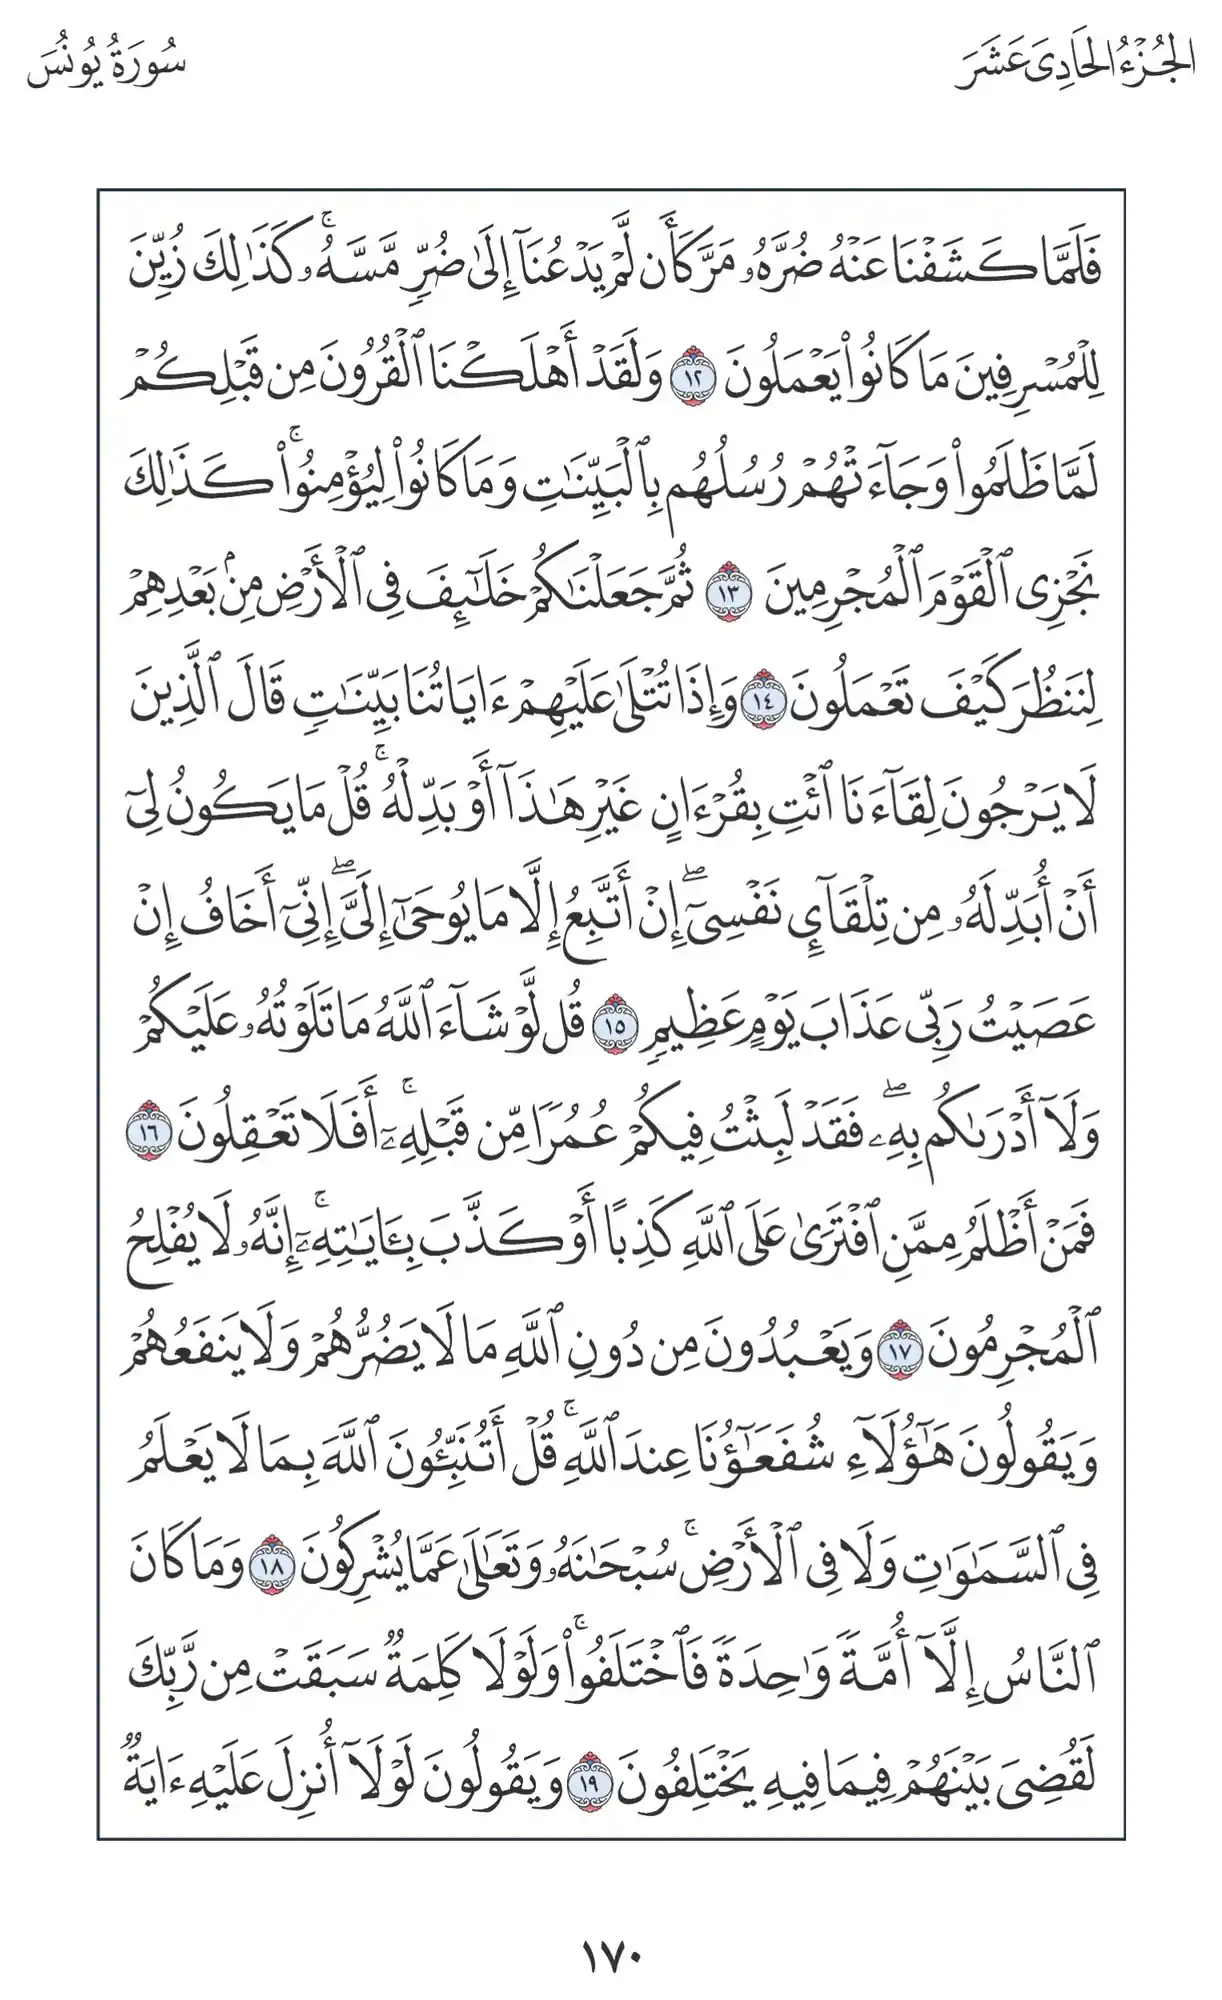 الجُزْءُ الحَادِىَ عَشَرَ
سُورَةُ يُونُسَ
فَلَمَّا كَشَفْنَا عَنْهُ ضُرَّهُۥ مَرَّ كَأَن لَّمْ يَدْعُنَآ إِلَىٰ ضُرٍّ مَّسَّهُۥۚ كَذَٰلِكَ زُيِّنَ
لِلْمُسْرِفِينَ مَا كَانُوا۟ يَعْمَلُونَ ١٢ وَلَقَدْ أَهْلَكْنَا ٱلْقُرُونَ مِن قَبْلِكُمْ
لَمَّا ظَلَمُوا۟ وَجَآءَتْهُمْ رُسُلُهُم بِٱلْبَيِّنَٰتِ وَمَا كَانُوا۟ لِيُؤْمِنُوا۟ۚ كَذَٰلِكَ
نَجْزِى ٱلْقَوْمَ ٱلْمُجْرِمِينَ ١٣ ثُمَّ جَعَلْنَٰكُمْ خَلَٰٓئِفَ فِى ٱلْأَرْضِ مِنۢ بَعْدِهِمْ
لِنَنظُرَ كَيْفَ تَعْمَلُونَ ١٤ وَإِذَا تُتْلَىٰ عَلَيْهِمْ ءَايَاتُنَا بَيِّنَٰتٍ قَالَ ٱلَّذِينَ
لَا يَرْجُونَ لِقَآءَنَا ٱئْتِ بِقُرْءَانٍ غَيْرِ هَٰذَآ أَوْ بَدِّلْهُۚ قُلْ مَا يَكُونُ لِىٓ
أَنْ أُبَدِّلَهُۥ مِن تِلْقَآئِ نَفْسِىٓۖ إِنْ أَتَّبِعُ إِلَّا مَا يُوحَىٰٓ إِلَىَّۖ إِنِّىٓ أَخَافُ إِنْ
عَصَيْتُ رَبِّى عَذَابَ يَوْمٍ عَظِيمٍ ١٥ قُل لَّوْ شَآءَ ٱللَّهُ مَا تَلَوْتُهُۥ عَلَيْكُمْ
وَلَآ أَدْرَىٰكُم بِهِۦۖ فَقَدْ لَبِثْتُ فِيكُمْ عُمُرًا مِّن قَبْلِهِۦٓۚ أَفَلَا تَعْقِلُونَ ١٦
فَمَنْ أَظْلَمُ مِمَّنِ ٱفْتَرَىٰ عَلَى ٱللَّهِ كَذِبًا أَوْ كَذَّبَ بِـَٔايَٰتِهِۦٓۚ إِنَّهُۥ لَا يُفْلِحُ
ٱلْمُجْرِمُونَ ١٧ وَيَعْبُدُونَ مِن دُونِ ٱللَّهِ مَا لَا يَضُرُّهُمْ وَلَا يَنفَعُهُمْ
وَيَقُولُونَ هَٰٓؤُلَآءِ شُفَعَٰٓؤُنَا عِندَ ٱللَّهِۚ قُلْ أَتُنَبِّـُٔونَ ٱللَّهَ بِمَا لَا يَعْلَمُ
فِى ٱلسَّمَٰوَٰتِ وَلَا فِى ٱلْأَرْضِۚ سُبْحَٰنَهُۥ وَتَعَٰلَىٰ عَمَّا يُشْرِكُونَ ١٨ وَمَا كَانَ
ٱلنَّاسُ إِلَّآ أُمَّةً وَٰحِدَةً فَٱخْتَلَفُوا۟ۚ وَلَوْلَا كَلِمَةٌ سَبَقَتْ مِن رَّبِّكَ
لَقُضِىَ بَيْنَهُمْ فِيمَا فِيهِ يَخْتَلِفُونَ ١٩ وَيَقُولُونَ لَوْلَآ أُنزِلَ عَلَيْهِ ءَايَةٌ
١٧٠